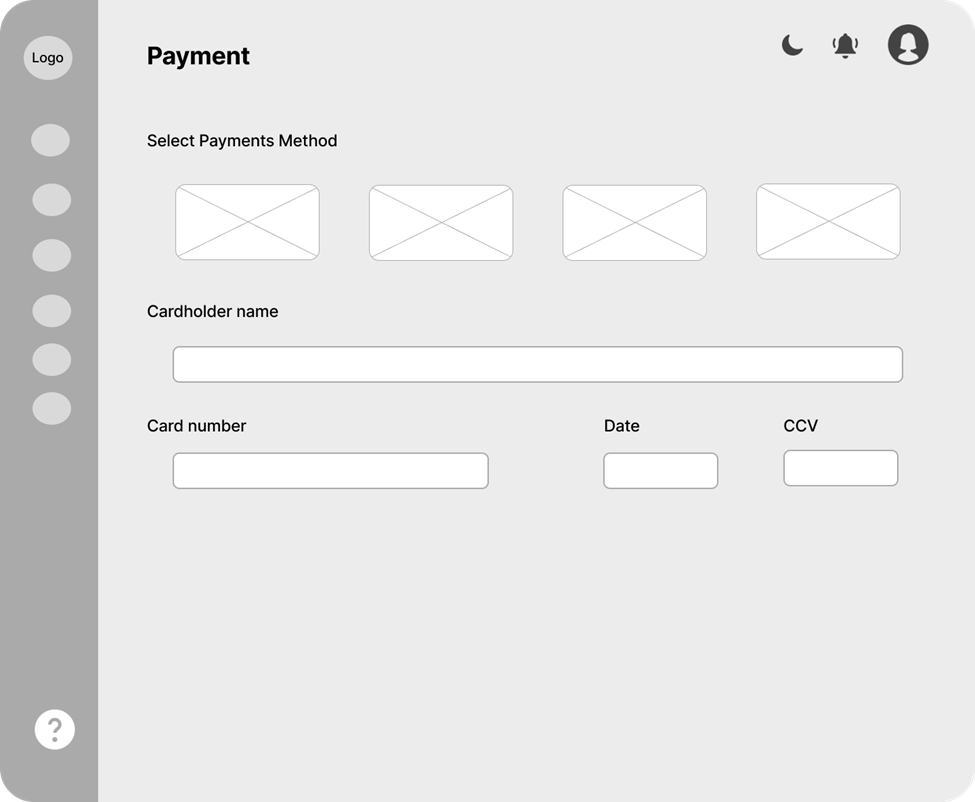 Logo
Payment
Select Payments Method
Cardholder name
Card number
Date
CCV
?